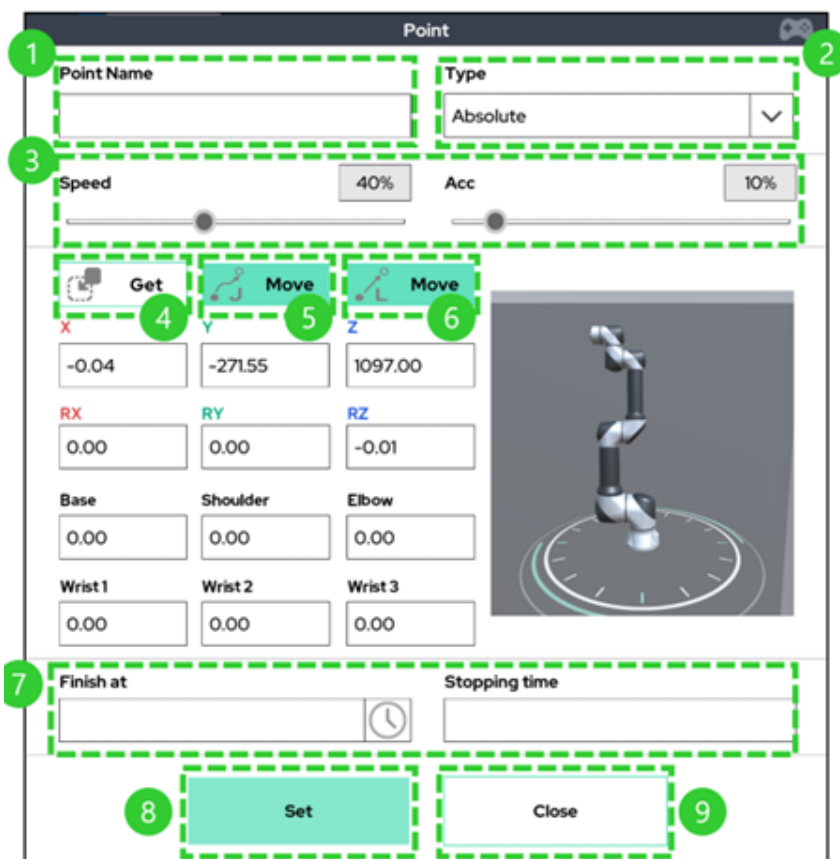 Point
1
2
Point Name
Type
Absolute
3
Speed
40%
Acc
10%
Get
J
Move
L
Move
4
5
6
X
Y
Z
-0.04
-271.55
1097.00
RX
RY
RZ
0.00
0.00
-0.01
Base
Shoulder
Elbow
0.00
0.00
0.00
Wrist 1
Wrist 2
Wrist 3
0.00
0.00
0.00
7
Finish at
Stopping time
8
Set
Close
9